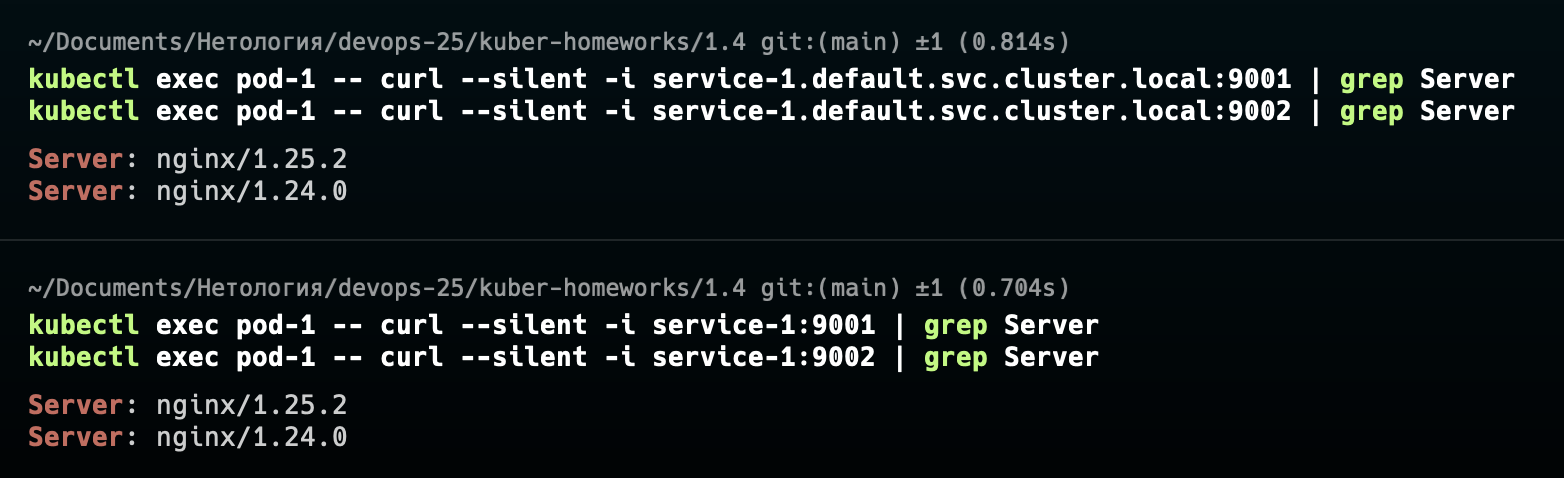 ~/Documents/Нетология/devops-25/kuber-homeworks/1.4 git:(main) ±1 (0.814s)
kubectl exec pod-1 -- curl --silent -i service-1.default.svc.cluster.local:9001 | grep Server
kubectl exec pod-1 -- curl --silent -i service-1.default.svc.cluster.local:9002 | grep Server
Server: nginx/1.25.2
Server: nginx/1.24.0
~/Documents/Нетология/devops-25/kuber-homeworks/1.4 git:(main) ±1 (0.704s)
kubectl exec pod-1 -- curl --silent -i service-1:9001 | grep Server
kubectl exec pod-1 -- curl --silent -i service-1:9002 | grep Server
Server: nginx/1.25.2
Server: nginx/1.24.0